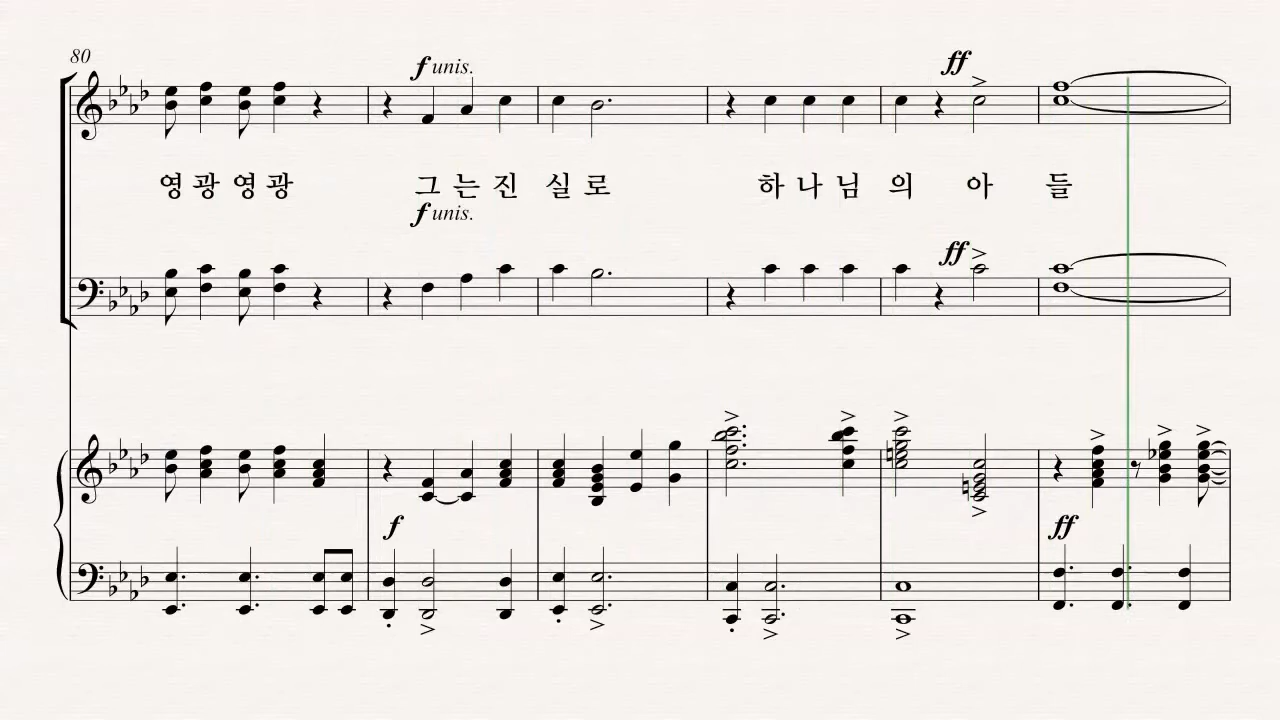 80
f unis.
ff
영 광 영 광 그 는 진 실 로 하 나 님 의 아 들
f unis.
ff
f
ff